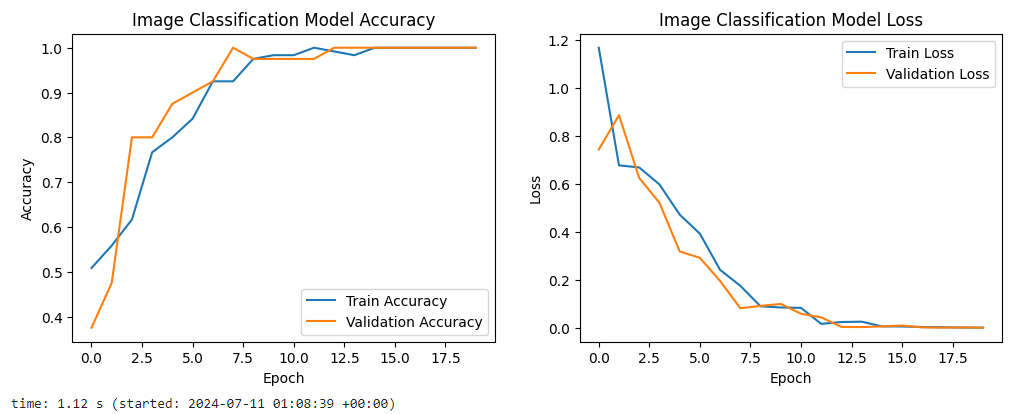 Image Classification Model Accuracy
1.0
0.9
0.8
0.7
0.6
0.5
0.4
Accuracy
0.0 2.5 5.0 7.5 10.0 12.5 15.0 17.5
Epoch
Train Accuracy
Validation Accuracy
Image Classification Model Loss
1.2
1.0
0.8
0.6
0.4
0.2
0.0
Loss
0.0 2.5 5.0 7.5 10.0 12.5 15.0 17.5
Epoch
Train Loss
Validation Loss
time: 1.12 s (started: 2024-07-11 01:08:39 +00:00)